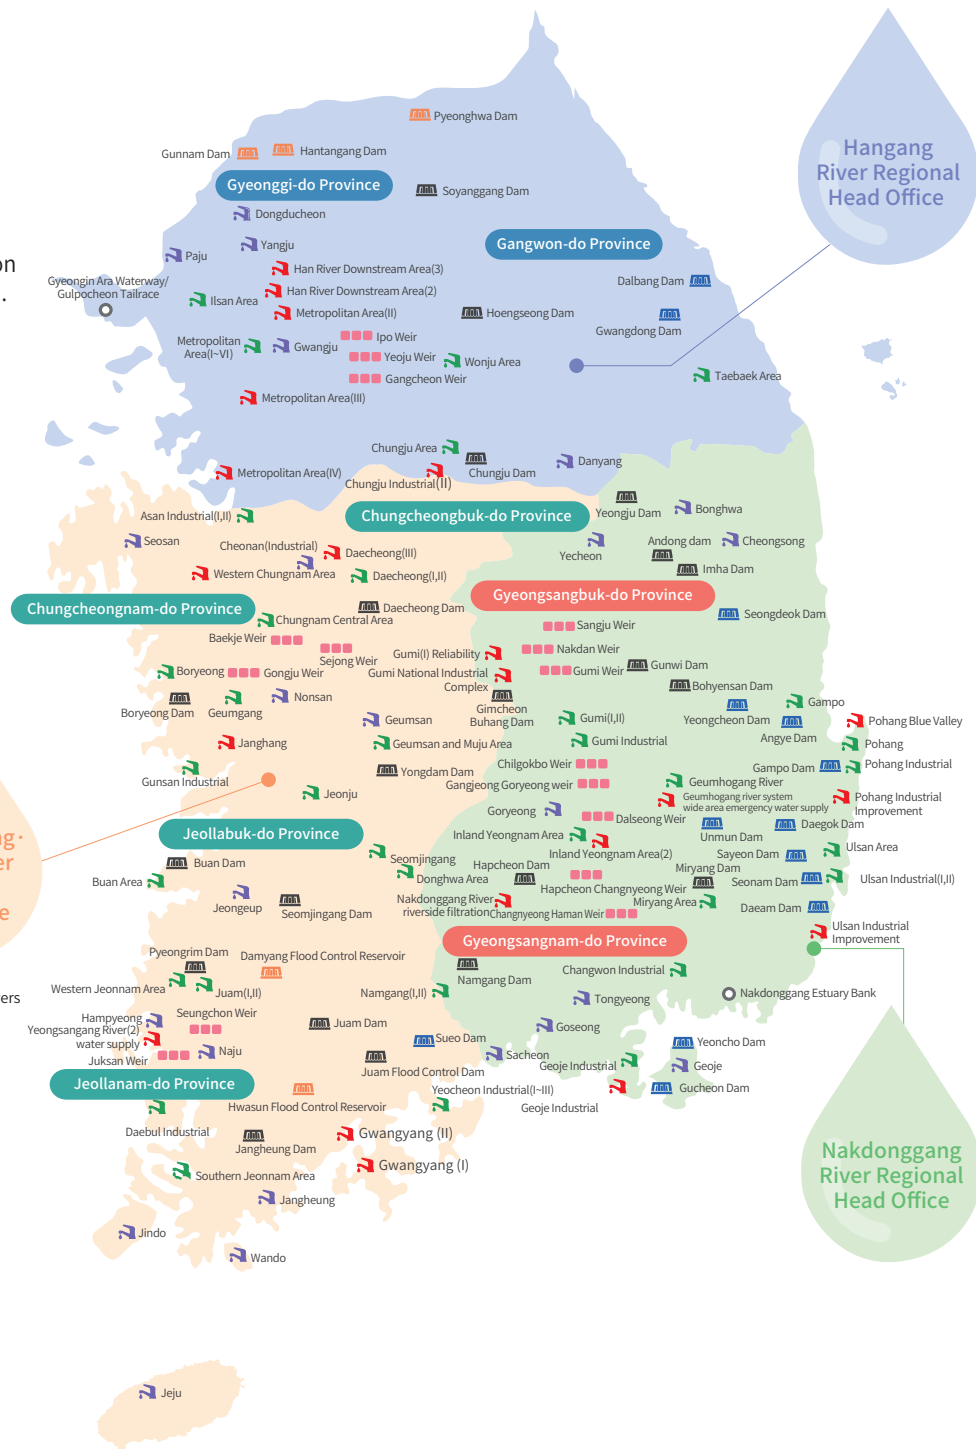 Pyeonghwa Dam
Gunnam Dam
Hantangang Dam
Hangang
River Regional
Head Office
Gyeonggi-do Province
Soyanggang Dam
Dongducheon
Gangwon-do Province
Yangju
Paju
on
Han River Downstream Area(3)
Gyeongin Ara Waterway/
Gulpocheon Tailrace
.
Dalbang Dam
Han River Downstream Area(2)
Ilsan Area
Metropolitan Area(II)
Hoengseong Dam
Gwangdong Dam
Ipo Weir
Metropolitan
Area(I~VI)
Gwangju
Yeoju Weir
Wonju Area
Gangcheon Weir
Taebaek Area
Metropolitan Area(III)
Chungju Area
Danyang
Metropolitan Area(IV)
Chungju Dam
Chungju Industrial(II)
Asan Industrial(I,II)
Chungcheongbuk-do Province
Yeongju Dam
Bonghwa
Seosan
Cheonan(Industrial)
Daecheong(III)
Yecheon
Andong dam
Cheongsong
Western Chungnam Area
Daecheong(I,II)
Imha Dam
Chungcheongnam-do Province
Gyeongsangbuk-do Province
Daecheong Dam
Seongdeok Dam
Chungnam Central Area
Sangju Weir
Baekje Weir
Sejong Weir
Gumi(I) Reliability
Nakdan Weir
Boryeong
Gongju Weir
Gumi National Industrial
Complex
Gumi Weir
Gunwi Dam
Bohyensan Dam
Boryeong Dam
Geumgang
Nonsan
Gimcheon
Buhang Dam
Gampo
Geumsan
Gumi(I,II)
Yeongcheon Dam
Angye Dam
Pohang Blue Valley
Janghang
Geumsan and Muju Area
Gumi Industrial
Pohang
Gunsan Industrial
Yongdam Dam
Chilgokbo Weir
Gampo Dam
Pohang Industrial
Gangjeong Goryeong weir
Geumhogang River
Jeonju
Geumhogang river system
wide area emergency water supply
Pohang Industrial
Improvement
Goryeong
Dalseong Weir
Daegok Dam
Jeollabuk-do Province
Inland Yeongnam Area
Unmun Dam
g·
er
Seomjingang
Inland Yeongnam Area(2)
Sayeon Dam
Ulsan Area
Buan Dam
Hapcheon Dam
Miryang Dam
Buan Area
Donghwa Area
Hapcheon Changnyeong Weir
Seonam Dam
Ulsan Industrial(I,II)
e
Jeongeup
Nakdonggang River
riverside filtration
Miryang Area
Seomjingang Dam
Changnyeong Haman Weir
Daeam Dam
Ulsan Industrial
Improvement
Gyeongsangnam-do Province
Pyeongrim Dam
Damyang Flood Control Reservoir
Changwon Industrial
Namgang Dam
Western Jeonnam Area
Juam(I,II)
Namgang(I,II)
Nakdonggang Estuary Bank
ers
Tongyeong
Seungchon Weir
Hampyeong
Yeongsangang River(2)
water supply
Juam Dam
Goseong
Sueo Dam
Yeoncho Dam
Juksan Weir
Naju
Sacheon
Geoje Industrial
Geoje
Juam Flood Control Dam
Jeollanam-do Province
Yeocheon Industrial(I~III)
Gucheon Dam
Hwasun Flood Control Reservoir
Geoje Industrial
Daebul Industrial
Gwangyang (II)
Jangheung Dam
Gwangyang (I)
Southern Jeonnam Area
Nakdonggang
River Regional
Head Office
Jangheung
Jindo
Wando
Jeju